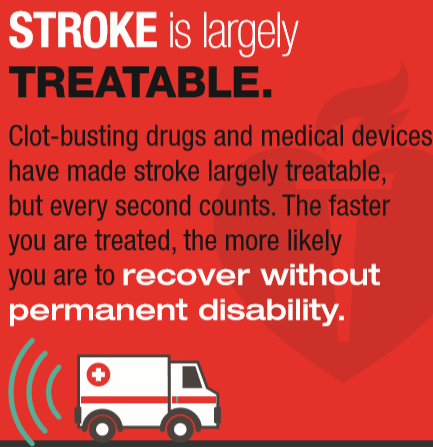 STROKE is largely
TREATABLE.
Clot-busting drugs and medical devices
have made stroke largely treatable,
but every second counts. The faster
you are treated, the more likely
you are to recover without
permanent disability.